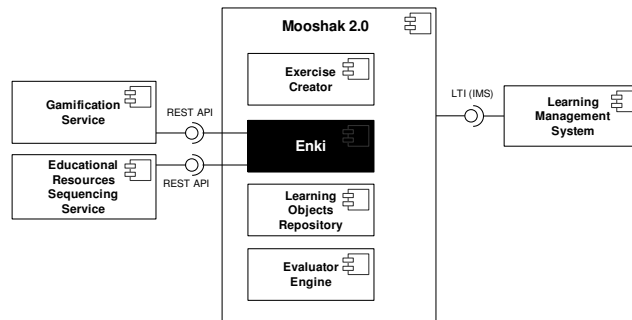 Mooshak 2.0
Exercise
Creator
LTI (IMS)
Gamification
Service
REST API
Learning
Management
System
Enki
Educational
Resources
Sequencing
Service
REST API
Learning
Objects
Repository
Evaluator
Engine